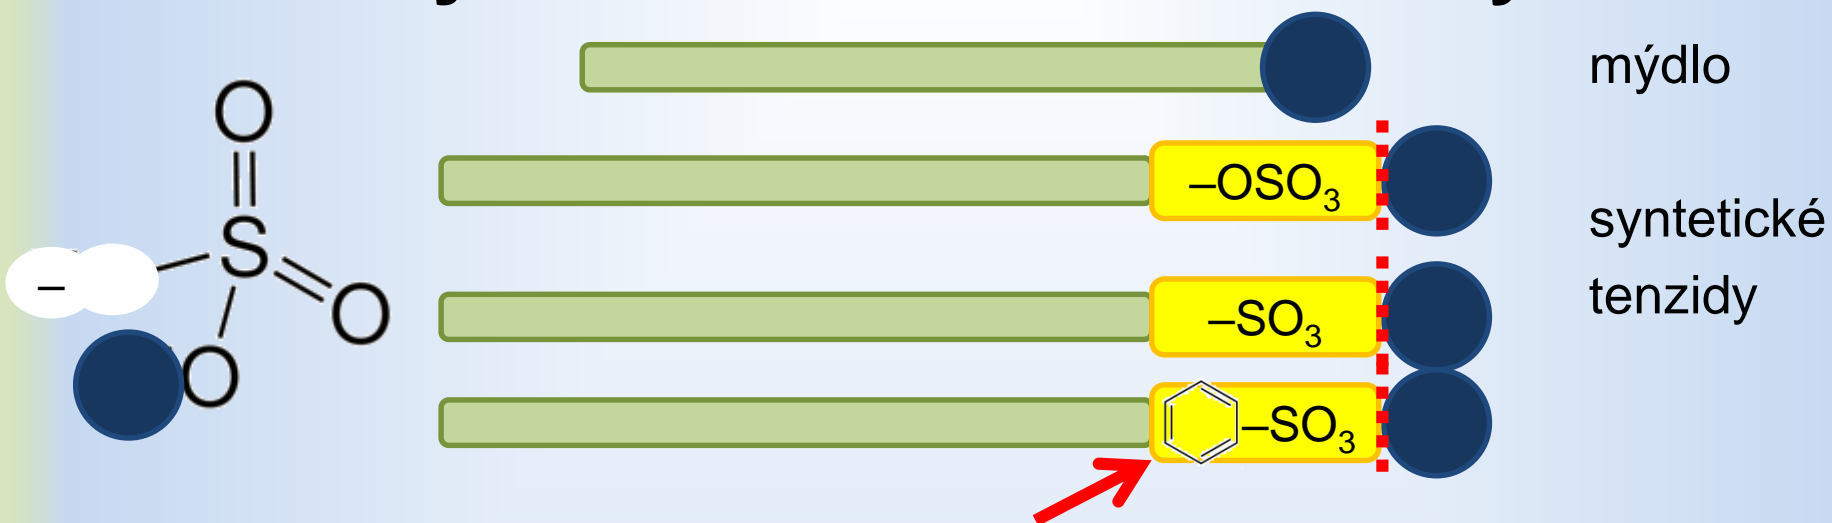 mýdlo
–OSO₃
syntetické
tenzidy
–SO₃
–SO₃
O
S
O
O
–